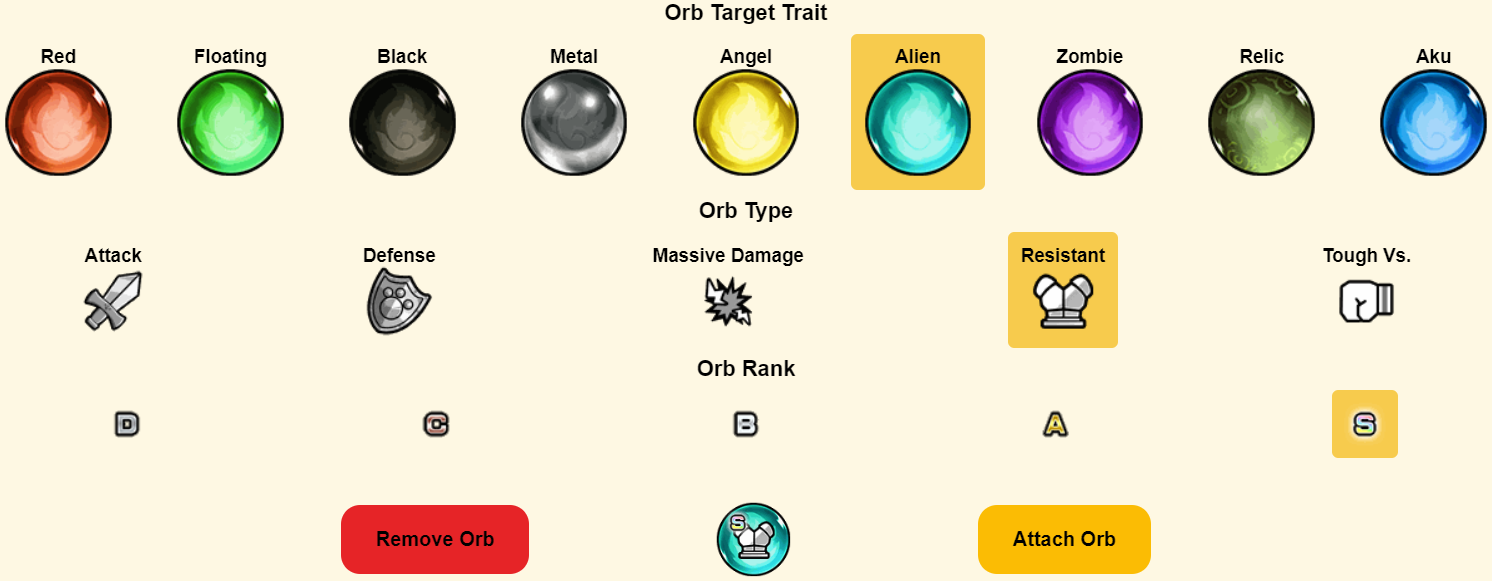 Orb Target Trait
Red Floating Black Metal Angel Alien Zombie Relic Aku
Orb Type
Attack Defense Massive Damage Resistant Tough Vs.
Orb Rank
D C B A S
Remove Orb S Attach Orb